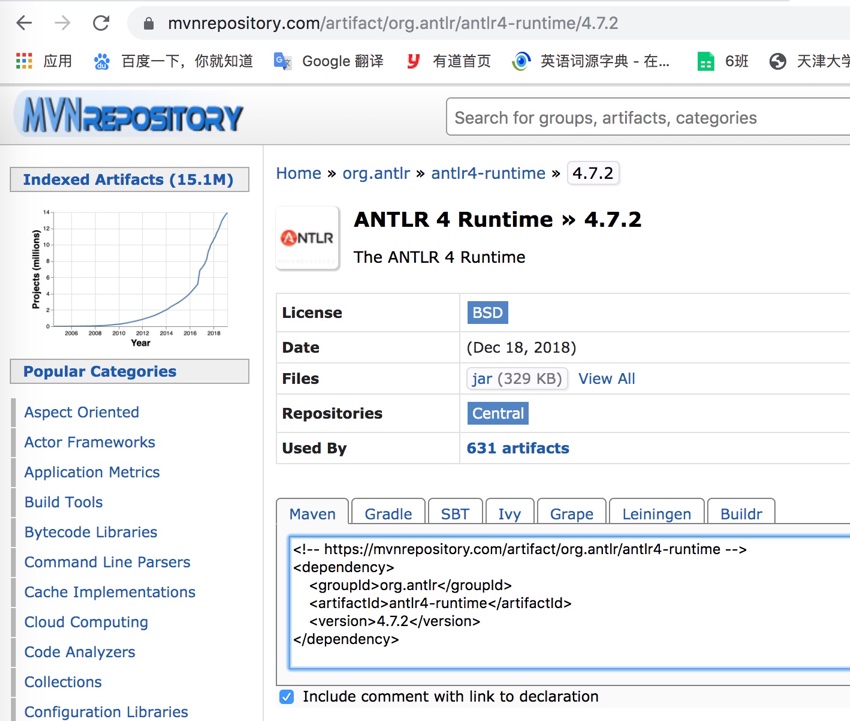 mvnrepository.com/artifact/org.antlr/antlr4-runtime/4.7.2
应用 百度一下，你就知道 Google 翻译 有道首页 英语词源字典 - 在... 6班 天津大学
MVNREPOSITORY
Search for groups, artifacts, categories
Indexed Artifacts (15.1M)
Projects (millions)
14
12
10
8
6
4
2
0
2006 2008 2010 2012 2014 2016 2018
Year
Popular Categories
Aspect Oriented
Actor Frameworks
Application Metrics
Build Tools
Bytecode Libraries
Command Line Parsers
Cache Implementations
Cloud Computing
Code Analyzers
Collections
Configuration Libraries
Home » org.antlr » antlr4-runtime » 4.7.2
ANTLR
ANTLR 4 Runtime » 4.7.2
The ANTLR 4 Runtime
License BSD
Date (Dec 18, 2018)
Files jar (329 KB) View All
Repositories Central
Used By 631 artifacts
Maven Gradle SBT Ivy Grape Leiningen Buildr
<!-- https://mvnrepository.com/artifact/org.antlr/antlr4-runtime -->
<dependency>
    <groupId>org.antlr</groupId>
    <artifactId>antlr4-runtime</artifactId>
    <version>4.7.2</version>
</dependency>
Include comment with link to declaration